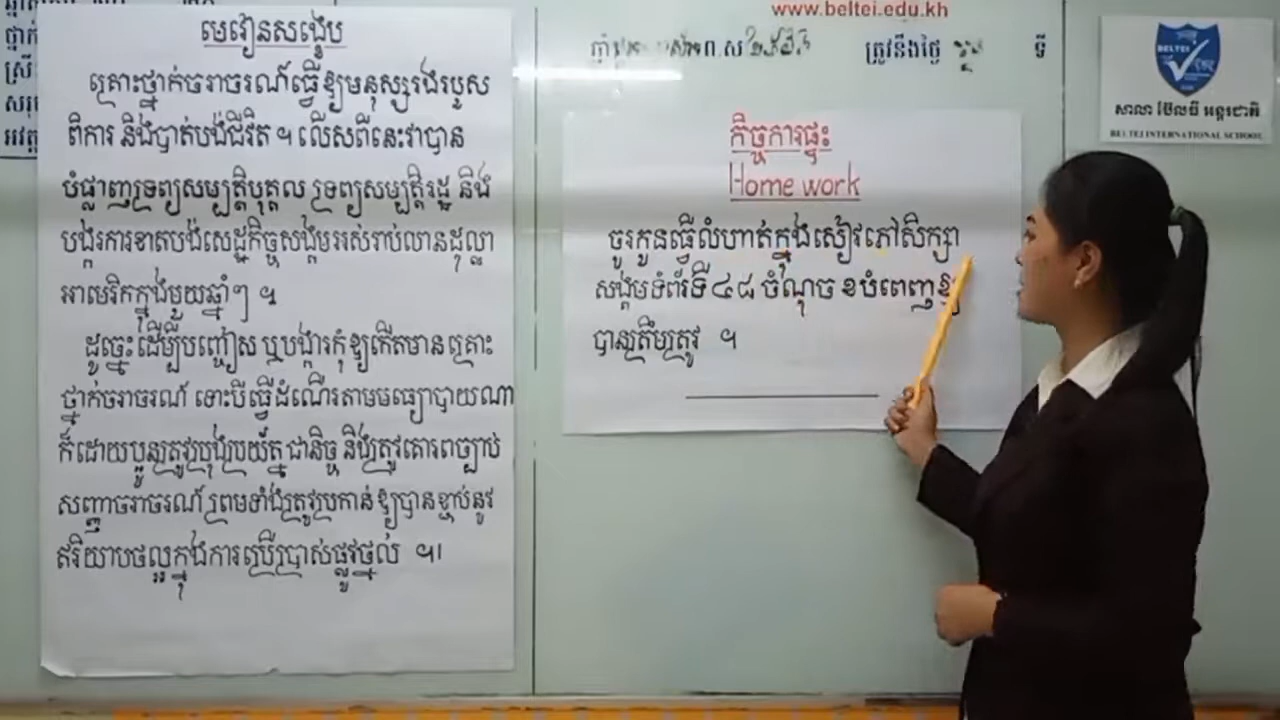 មេរៀនសង្ខេប
គ្រោះថ្នាក់ចរាចរណ៍ធ្វើឱ្យមនុស្សរងរបួស
ពិការ និងបាត់បង់ជីវិត ។ លើសពីនេះវាបាន
បំផ្លាញទ្រព្យសម្បត្តិបុគ្គល ទ្រព្យសម្បត្តិរដ្ឋ និង
បង្ករការខាតបង់សេដ្ឋកិច្ចសង្គមអស់រាប់លានដុល្លា
អាមេរិកក្នុងមួយឆ្នាំៗ ។
ដូច្នេះដើម្បីបញ្ចៀស ឬបង្ការកុំឱ្យកើតមានគ្រោះ
ថ្នាក់ចរាចរណ៍ ទោះបីធ្វើដំណើរតាមមធ្យោបាយណា
ក៏ដោយប្អូនត្រូវប្រុងប្រយ័ត្នជានិច្ច និងត្រូវគោរពច្បាប់
សញ្ញាចរាចរណ៍ ព្រមទាំងត្រូវប្រកាន់ឱ្យបានខ្ជាប់នូវ
ឥរិយាបថល្អក្នុងការប្រើប្រាស់ផ្លូវថ្នល់ ៕
www.beltei.edu.kh
ព.ស ត្រូវនឹងថ្ងៃ ទី
កិច្ចការផ្ទះ
Home work
ចូរកូនធ្វើលំហាត់ក្នុងសៀវភៅសិក្សា
សង្គមទំព័រទី៤៨ ចំណុច ខ បំពេញឱ្យ
បានត្រឹមត្រូវ ។
BELTEI
សាលា ប៊ែលធី អន្តរជាតិ
BELTEI INTERNATIONAL SCHOOL